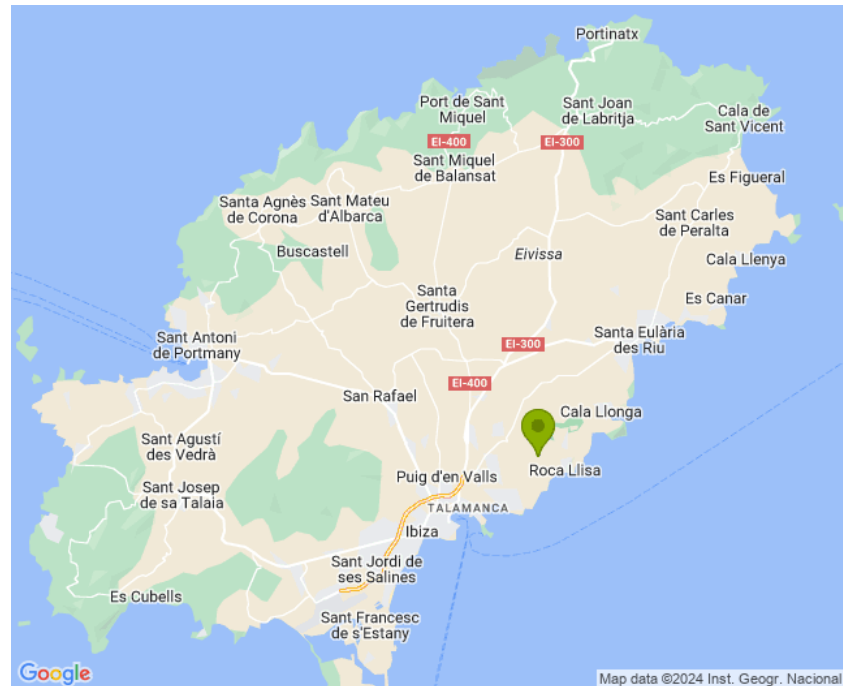 Portinatx
Port de Sant
Miquel
Sant Joan
de Labritja
Cala de
Sant Vicent
EI-400
EI-300
Sant Miquel
de Balansat
Es Figueral
Santa Agnès
de Corona
Sant Mateu
d'Albarca
Sant Carles
de Peralta
Buscastell
Eivissa
Cala Llenya
Santa
Gertrudis
de Fruitera
Es Canar
Sant Antoni
de Portmany
Santa Eulària
des Riu
EI-300
EI-400
San Rafael
Cala Llonga
Sant Agustí
des Vedrà
Roca Llisa
Puig d'en Valls
Sant Josep
de sa Talaia
TALAMANCA
Ibiza
Sant Jordi de
ses Salines
Es Cubells
Sant Francesc
de s'Estany
Google
Map data ©2024 Inst. Geogr. Nacional